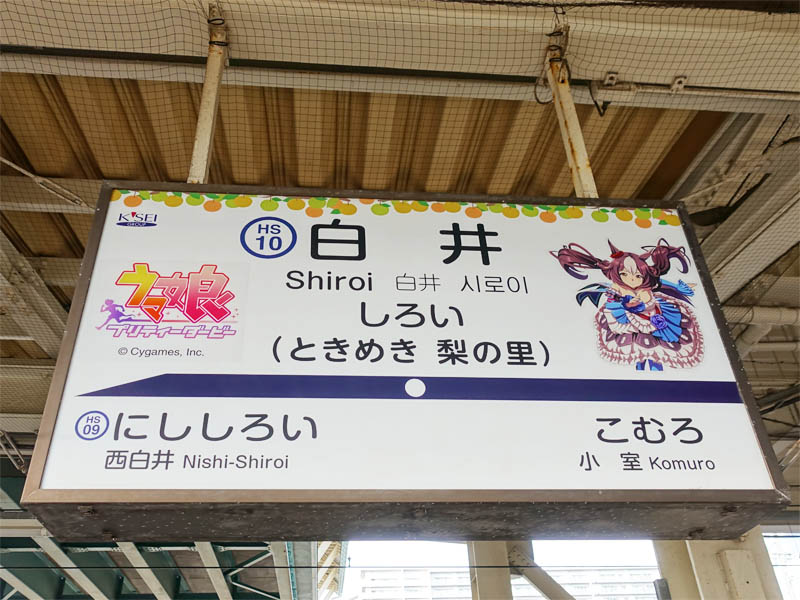 K'SEI
GROUP
HS
10
白井
Shiroi 白井 시로이
しろい
(ときめき 梨の里)
ウマ娘
プリティーダービー
© Cygames, Inc.
HS
09
にししろい
西白井 Nishi-Shiroi
こむろ
小室 Komuro